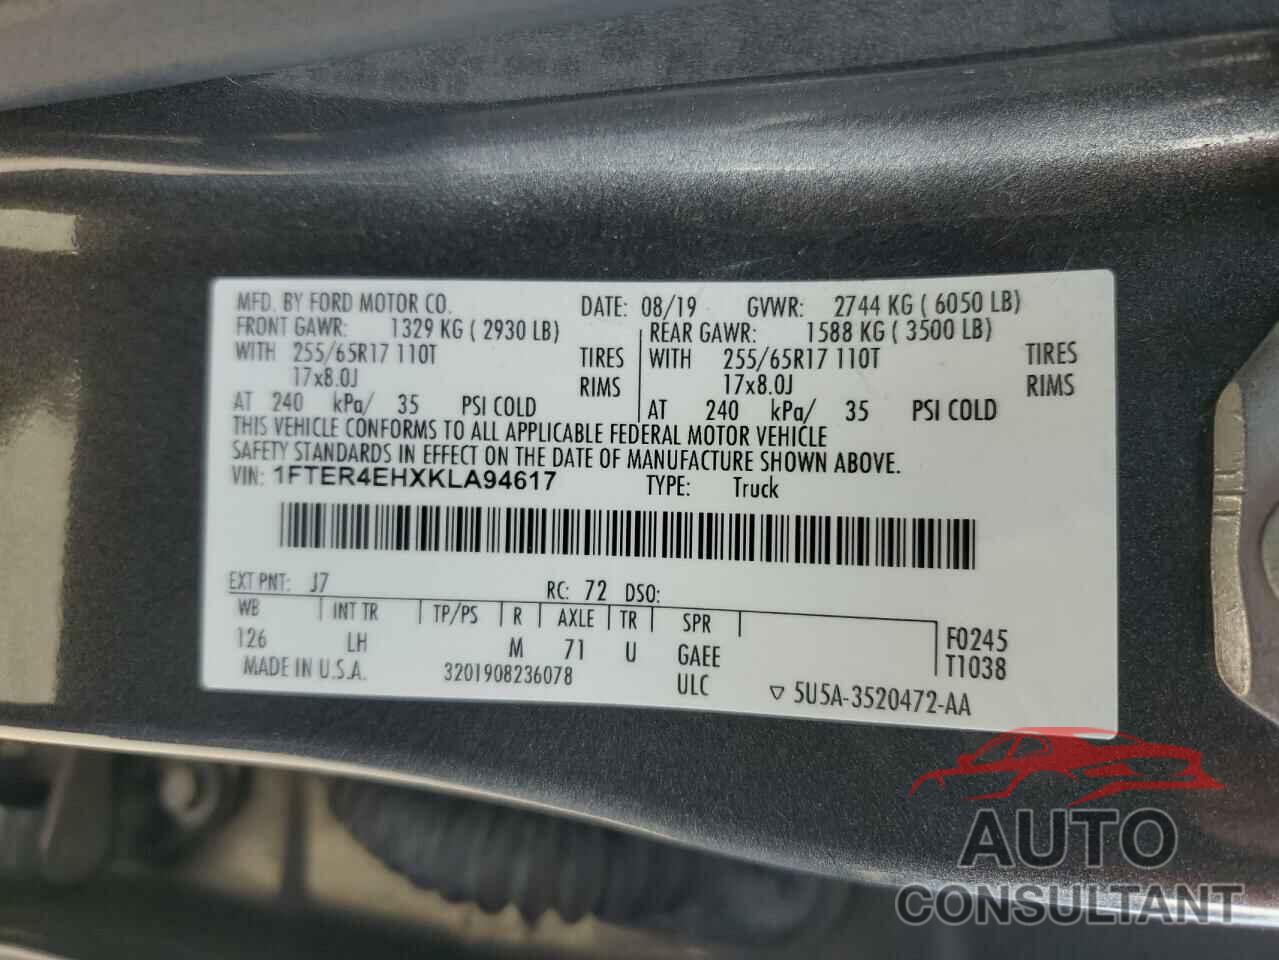 MFD. BY FORD MOTOR CO. DATE: 08/19 GVWR: 2744 KG ( 6050 LB)
FRONT GAWR: 1329 KG ( 2930 LB) REAR GAWR: 1588 KG ( 3500 LB)
WITH 255/65R17 110T TIRES WITH 255/65R17 110T TIRES
17x8.0J RIMS 17x8.0J RIMS
AT 240 kPa/ 35 PSI COLD AT 240 kPa/ 35 PSI COLD
THIS VEHICLE CONFORMS TO ALL APPLICABLE FEDERAL MOTOR VEHICLE
SAFETY STANDARDS IN EFFECT ON THE DATE OF MANUFACTURE SHOWN ABOVE.
VIN: 1FTER4EHXKLA94617 TYPE: Truck
EXT PNT: J7 RC: 72 DSO:
WB INT TR TP/PS R AXLE TR SPR
126 LH M 71 U GAEE F0245
MADE IN U.S.A. 3201908236078 ULC T1038
▽ 5U5A-3520472-AA
AUTO
CONSULTANT